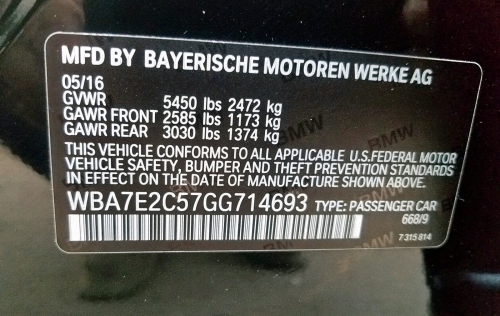 MFD BY BAYERISCHE MOTOREN WERKE AG
05/16
GVWR 5450 lbs 2472 kg
GAWR FRONT 2585 lbs 1173 kg
GAWR REAR 3030 lbs 1374 kg
THIS VEHICLE CONFORMS TO ALL APPLICABLE U.S.FEDERAL MOTOR
VEHICLE SAFETY, BUMPER, AND THEFT PREVENTION STANDARDS
IN EFFECT ON THE DATE OF MANUFACTURE SHOWN ABOVE.
WBA7E2C57GG714693 TYPE: PASSENGER CAR
668/9
7 315 814